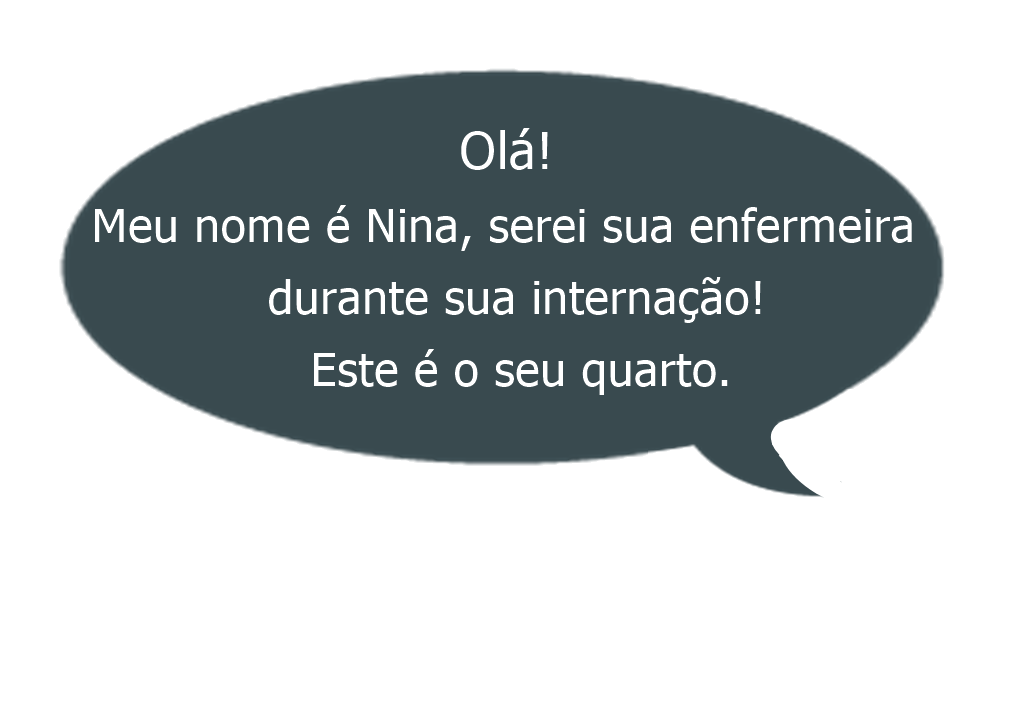 Olá!
Meu nome é Nina, serei sua enfermeira
durante sua internação!
Este é o seu quarto.